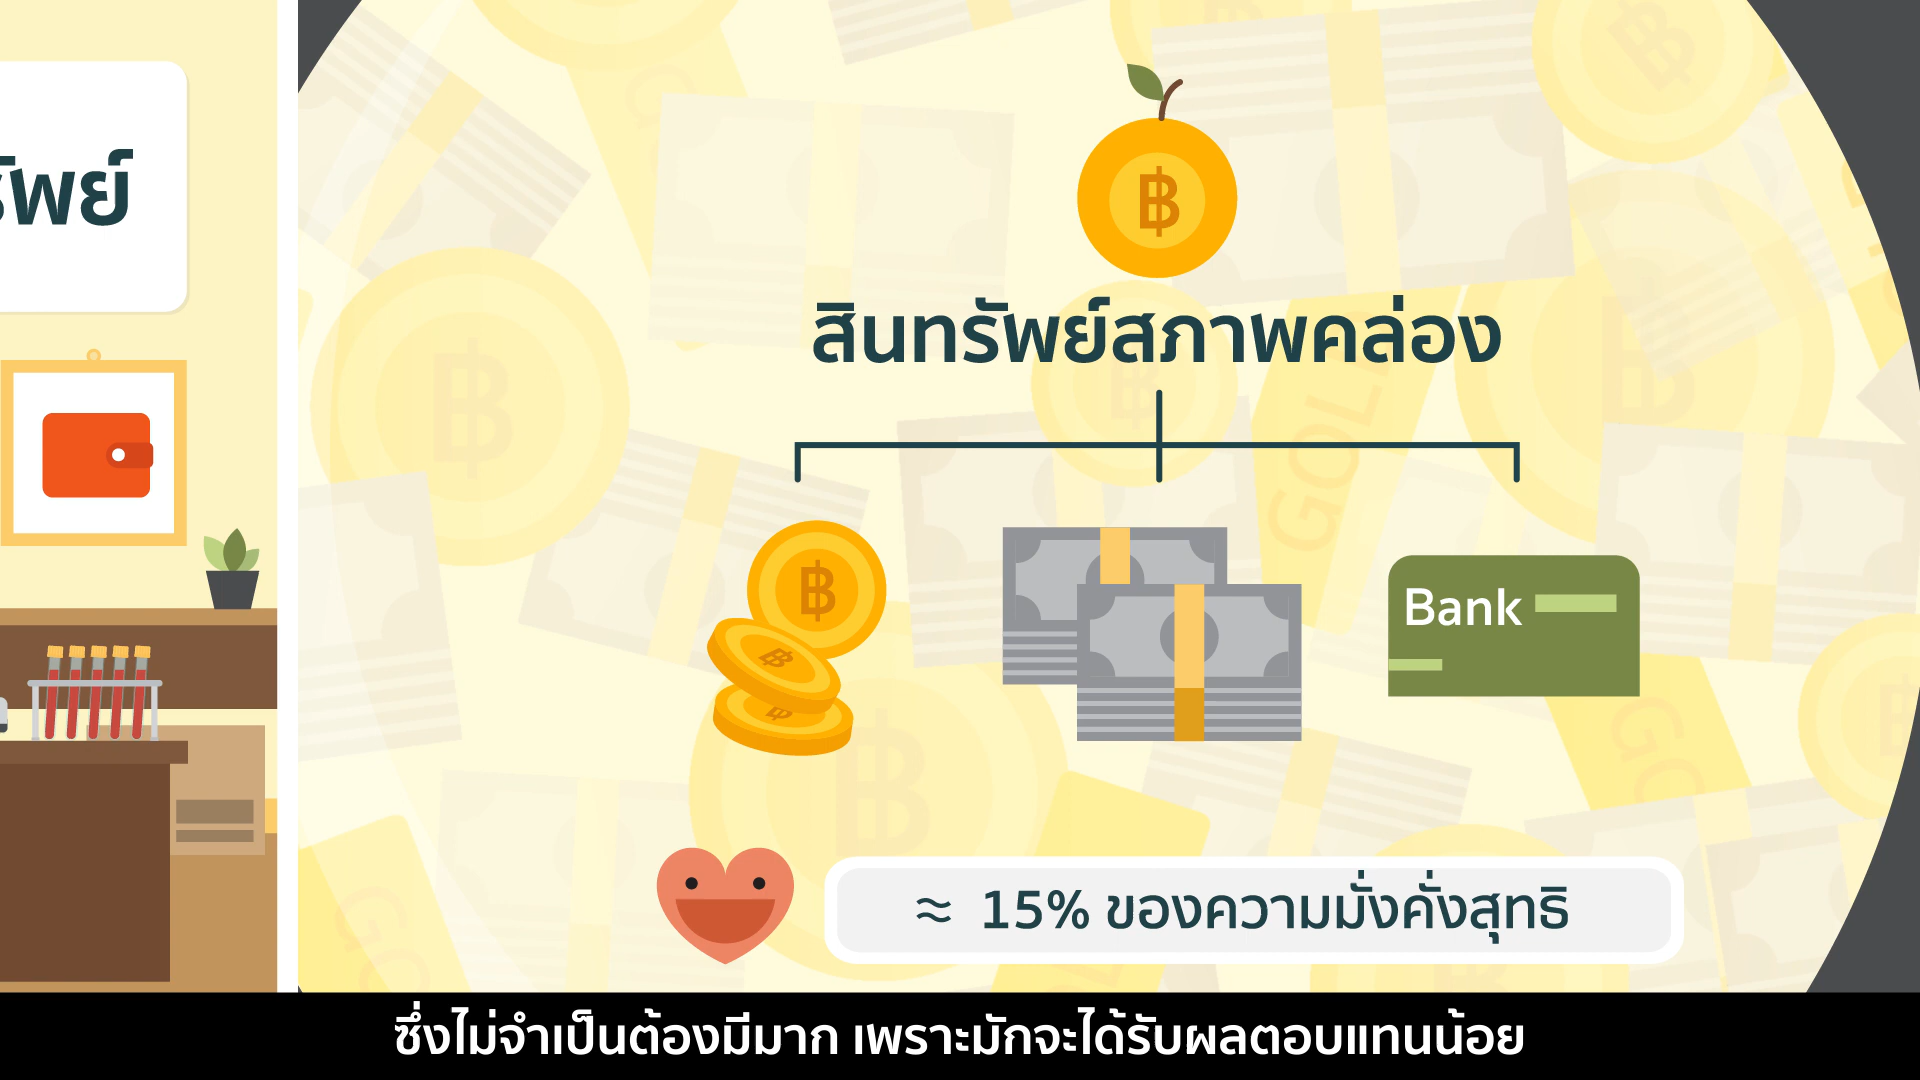 สินทรัพย์สภาพคล่อง
Bank
≈ 15% ของความมั่งคั่งสุทธิ
ซึ่งไม่จำเป็นต้องมีมาก เพราะมักจะได้รับผลตอบแทนน้อย